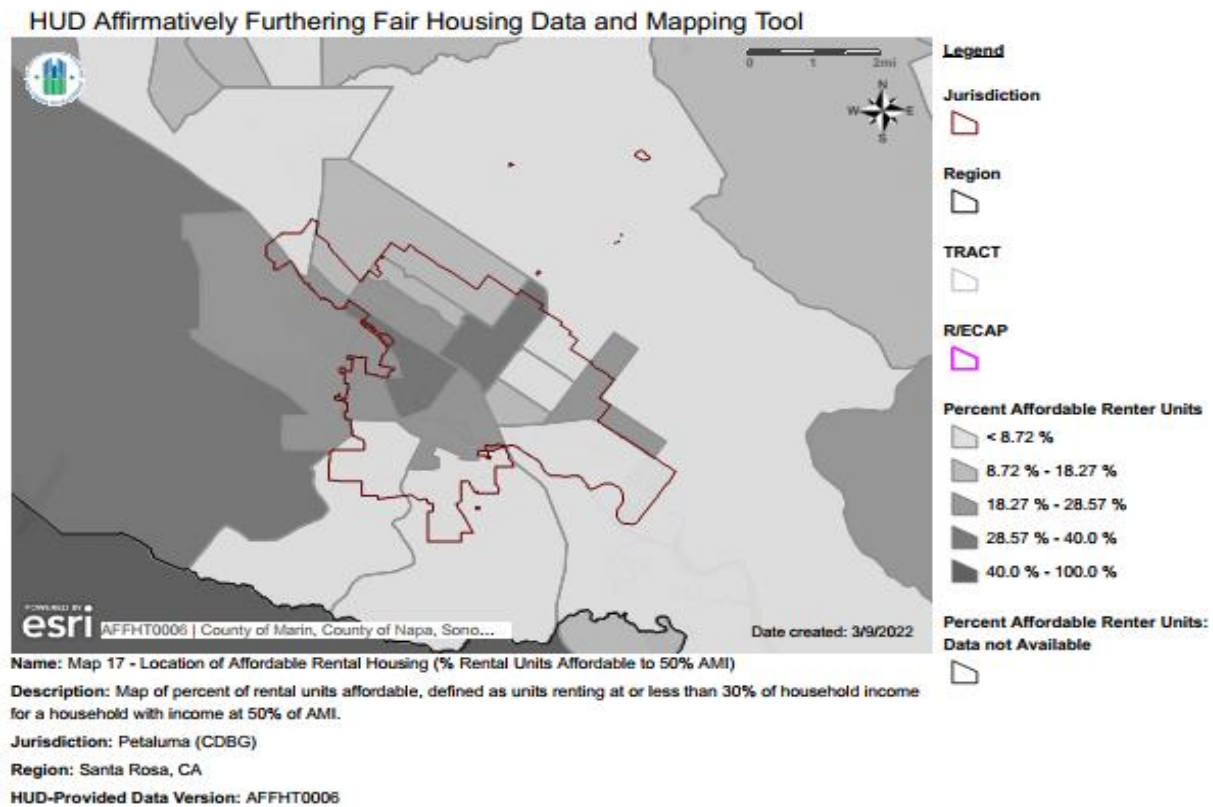 HUD Affirmatively Furthering Fair Housing Data and Mapping Tool
0 1 2mi
N
W E
S
Legend
Jurisdiction
Region
TRACT
R/ECAP
Percent Affordable Renter Units
< 8.72 %
8.72 % - 18.27 %
18.27 % - 28.57 %
28.57 % - 40.0 %
40.0 % - 100.0 %
Percent Affordable Renter Units:
Data not Available
POWERED BY
esri
AFFHT0006 | County of Marin, County of Napa, Sono...
Date created: 3/9/2022
Name: Map 17 - Location of Affordable Rental Housing (% Rental Units Affordable to 50% AMI)
Description: Map of percent of rental units affordable, defined as units renting at or less than 30% of household income
for a household with income at 50% of AMI.
Jurisdiction: Petaluma (CDBG)
Region: Santa Rosa, CA
HUD-Provided Data Version: AFFHT0006